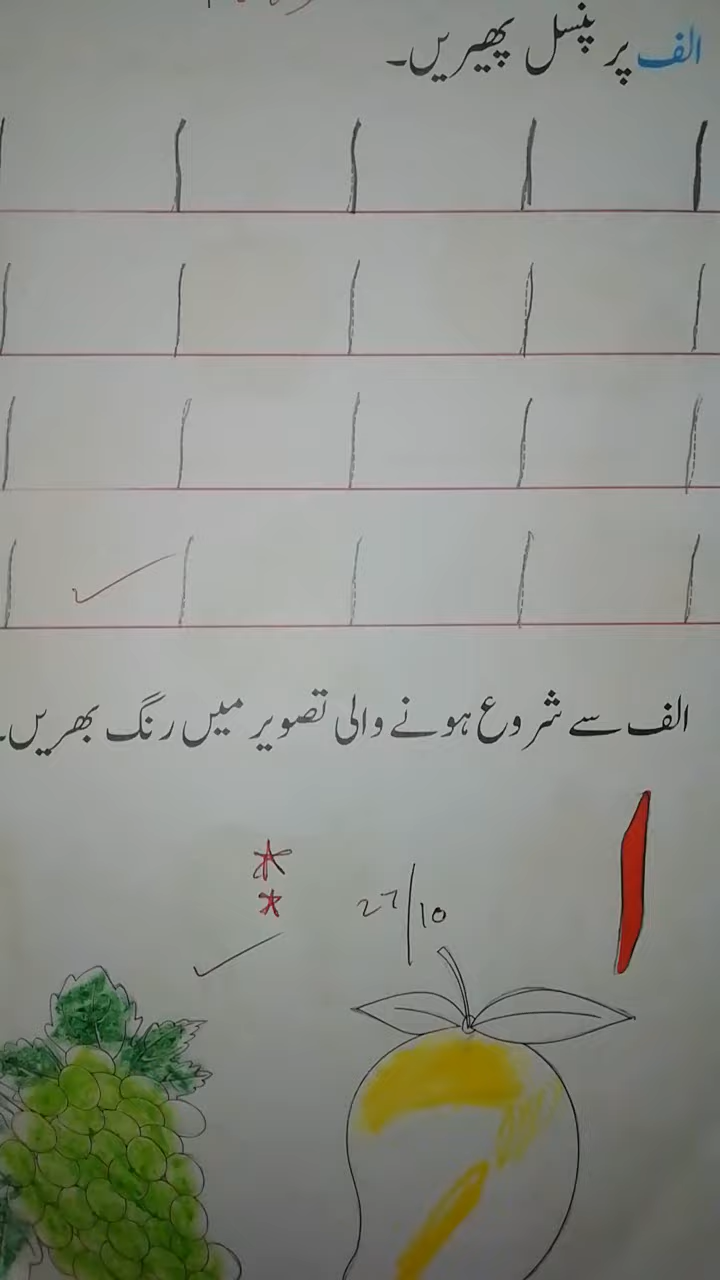 الف پر پنسل پھیریں۔
ا ا ا ا ا
ا ا ا ا ا
ا ا ا ا ا
ا ا ا ا ا
الف سے شروع ہونے والی تصویر میں رنگ بھریں۔
ا
27/10